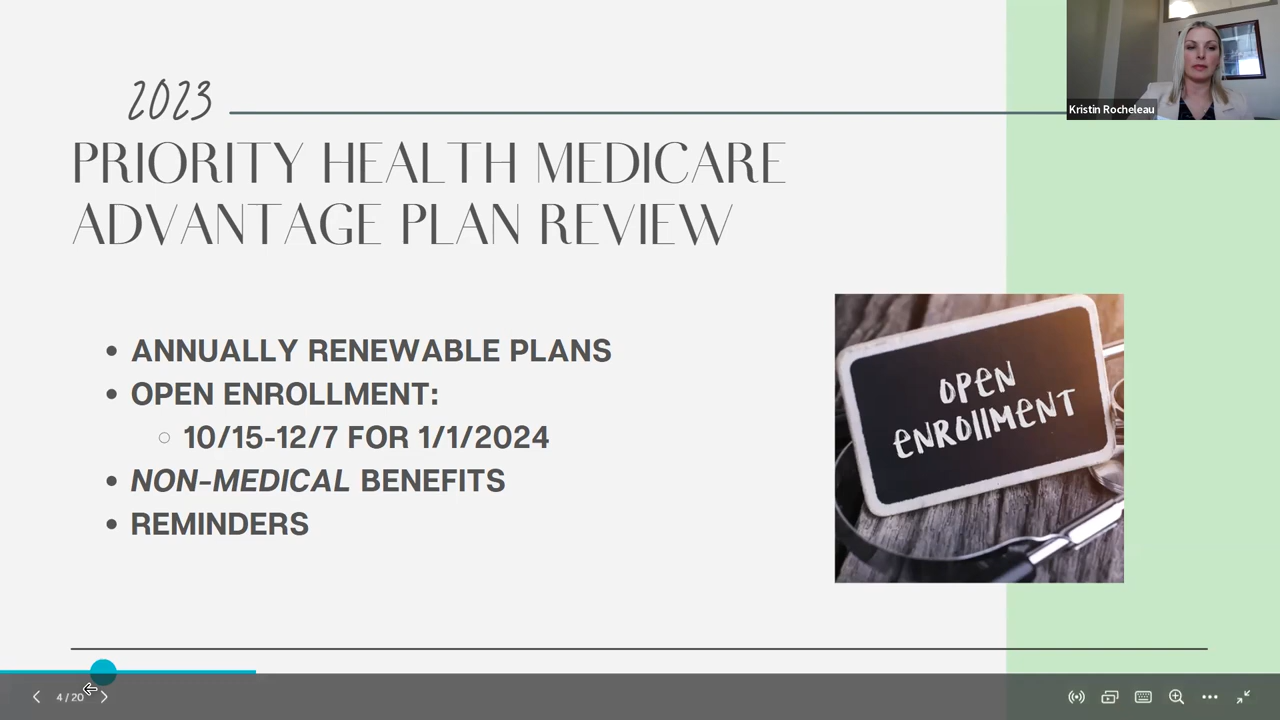 2023
PRIORITY HEALTH MEDICARE
ADVANTAGE PLAN REVIEW
ANNUALLY RENEWABLE PLANS
OPEN ENROLLMENT:
10/15-12/7 FOR 1/1/2024
NON-MEDICAL BENEFITS
REMINDERS
OPEN
ENROLLMENT
Kristin Rocheleau
4 / 20